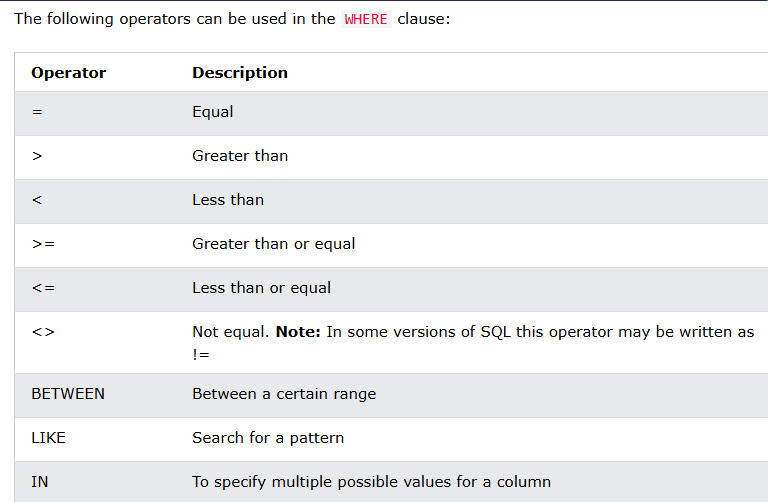 The following operators can be used in the WHERE clause:
Operator Description
= Equal
> Greater than
< Less than
>= Greater than or equal
<= Less than or equal
<> Not equal. Note: In some versions of SQL this operator may be written as
!=
BETWEEN Between a certain range
LIKE Search for a pattern
IN To specify multiple possible values for a column